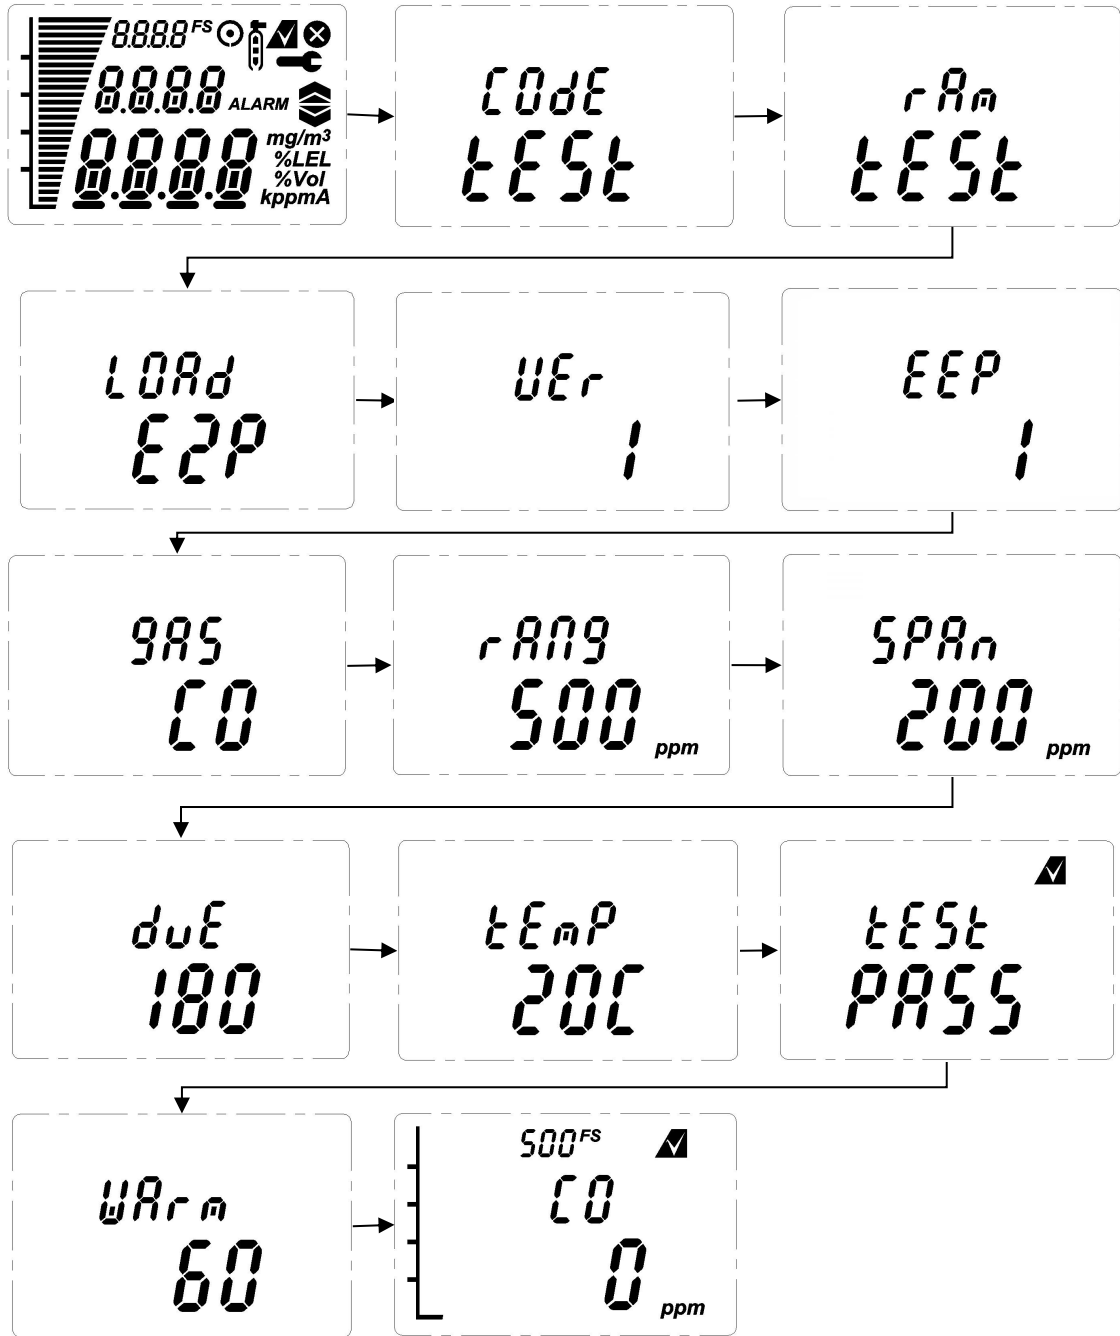 8.8.8.8 FS
8.8.8.8 ALARM
8.8.8.8 mg/m³
%LEL
%Vol
kppmA
COdE
tESt
rAm
tESt
LOAd
E2P
VEr
1
EEP
1
gAS
CO
rANg
500 ppm
SPAn
200 ppm
duE
180
tEmP
20C
tESt
PASS
WArm
60
500 FS
CO
0
ppm